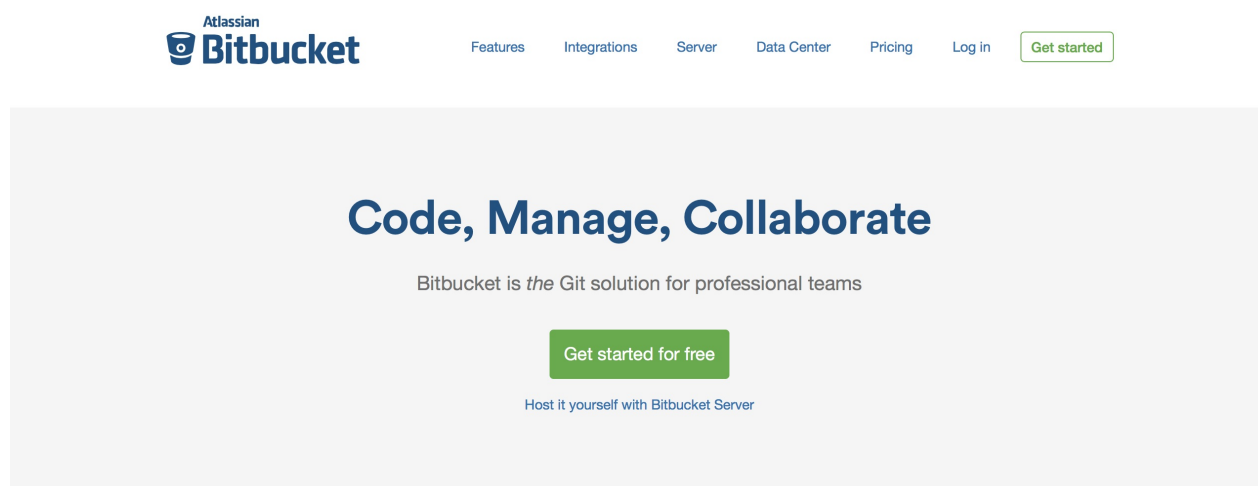 Atlassian
Bitbucket
Features Integrations Server Data Center Pricing Log in Get started
Code, Manage, Collaborate
Bitbucket is the Git solution for professional teams
Get started for free
Host it yourself with Bitbucket Server